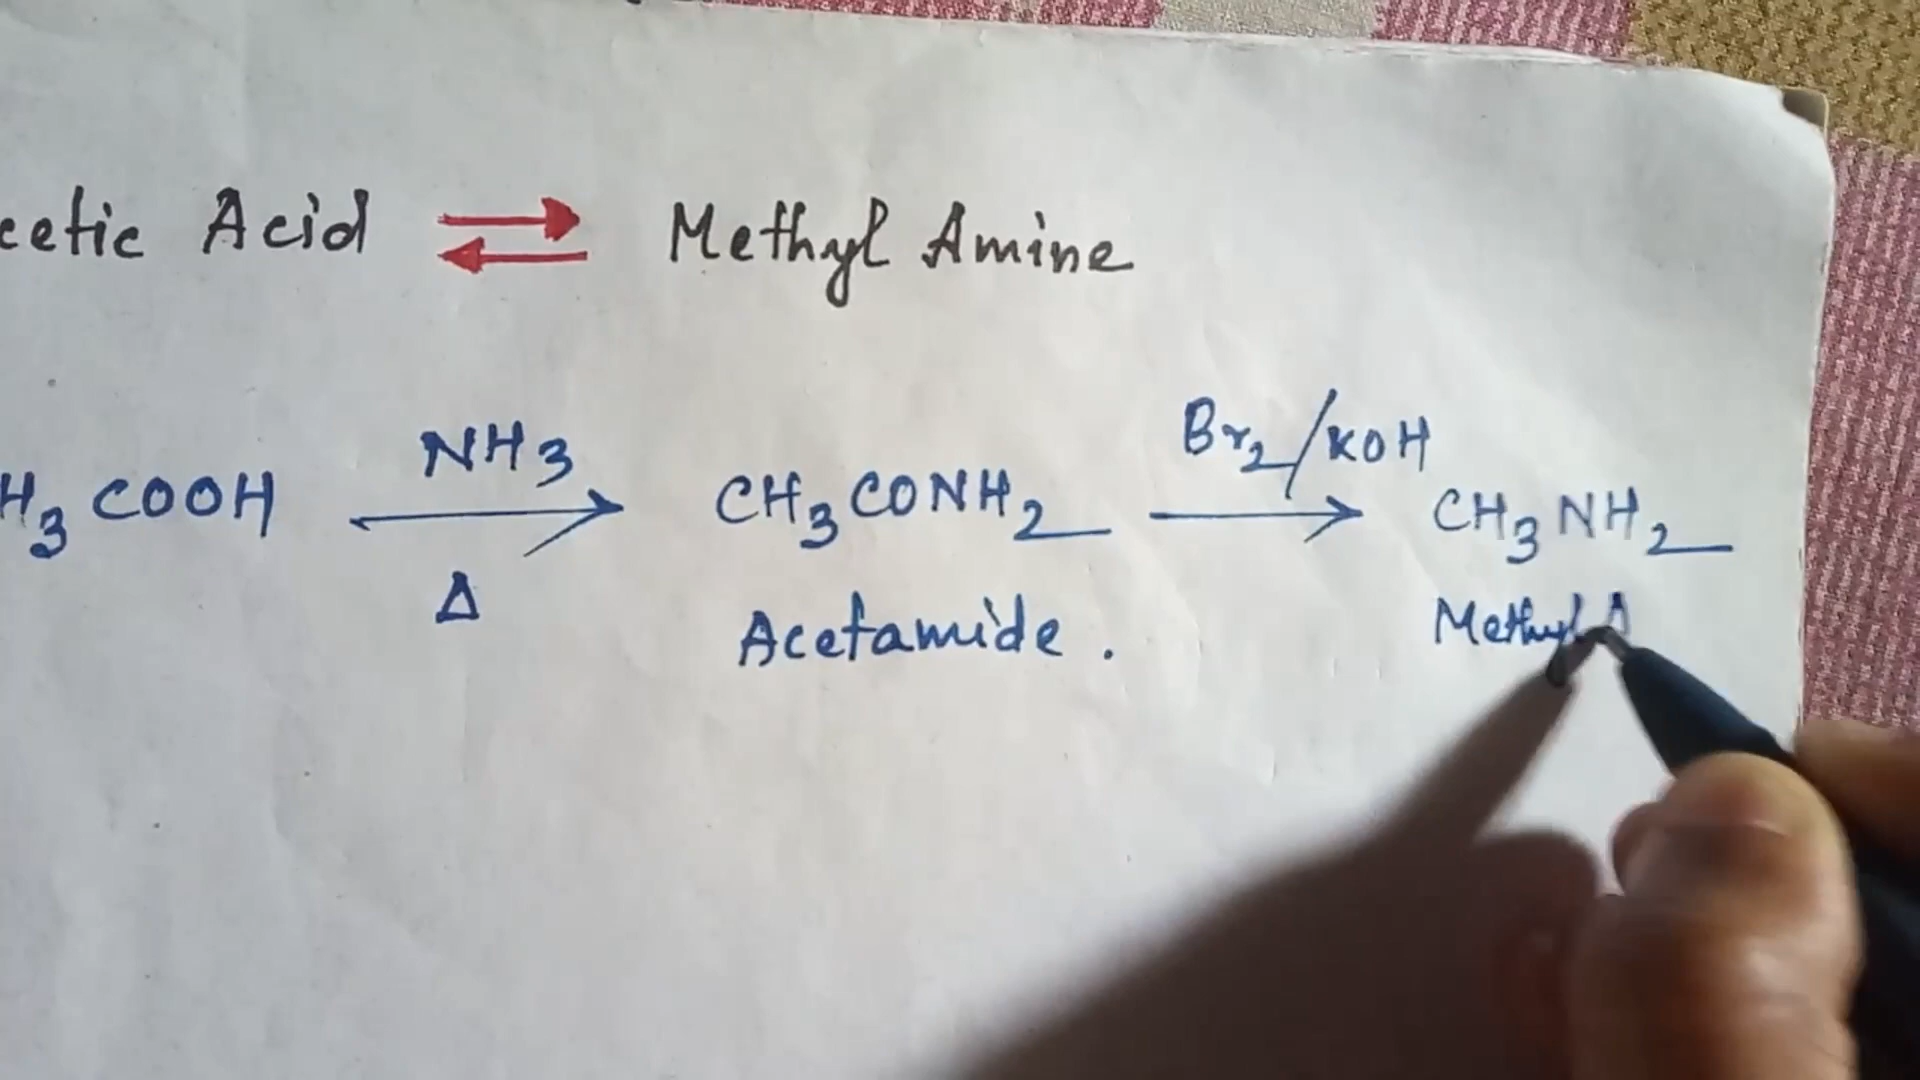 cetic Acid ⇌ Methyl Amine
NH3 Br2/KOH
H3COOH → CH3CONH2 → CH3NH2
Δ
Acetamide. Methyl A